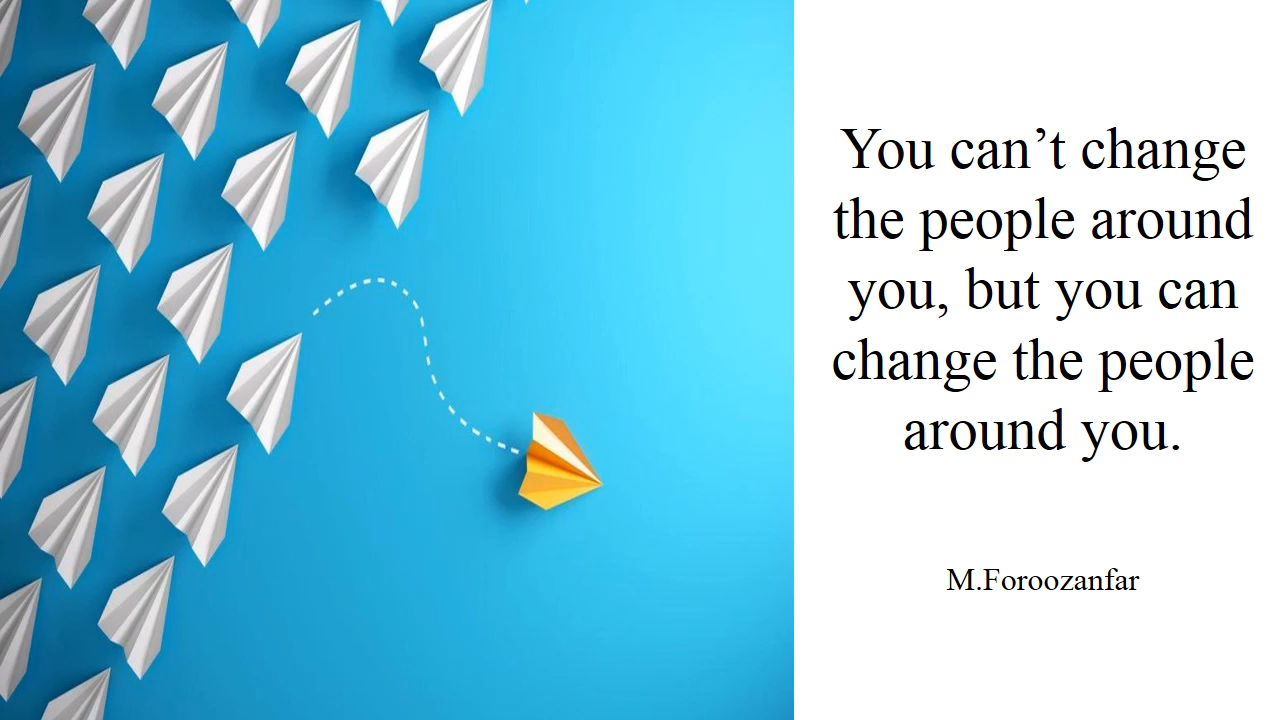 You can’t change
the people around
you, but you can
change the people
around you.
M.Foroozanfar